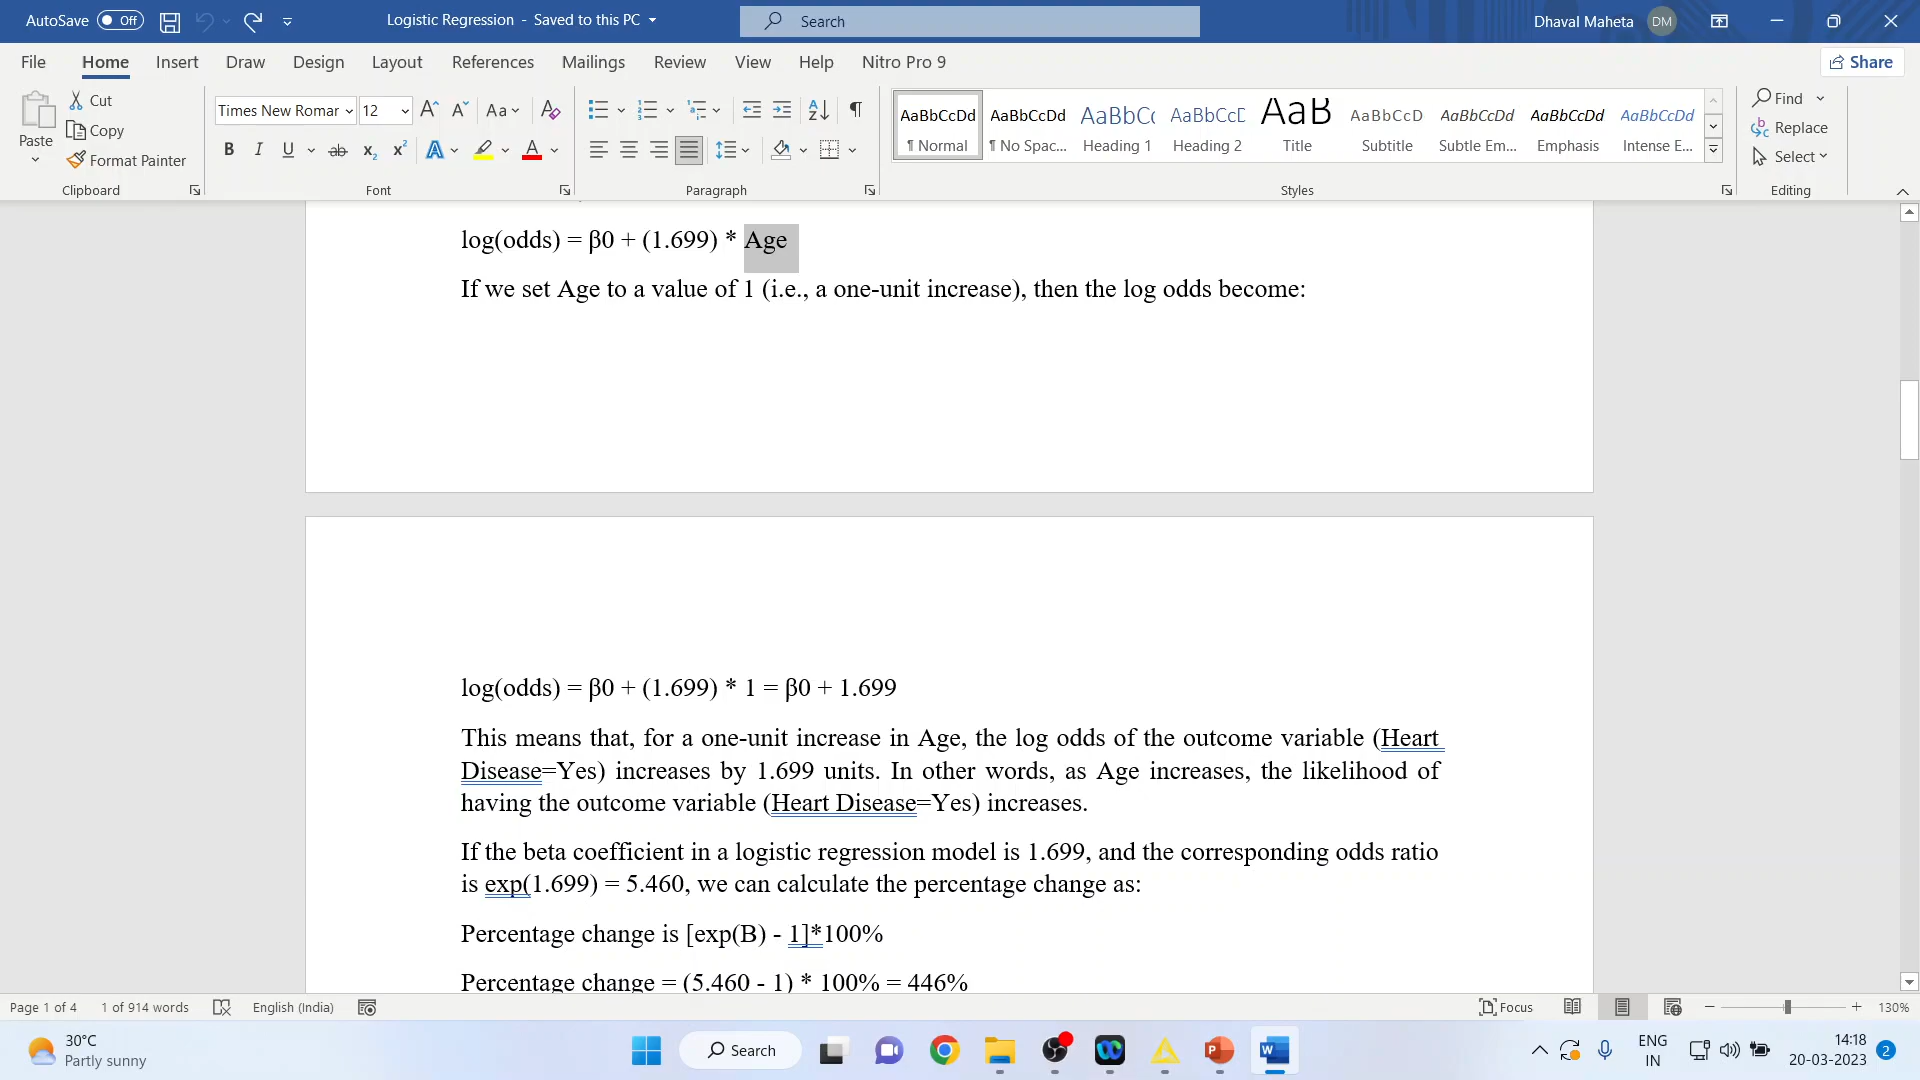 AutoSave Off Logistic Regression - Saved to this PC Search Dhaval Maheta DM
File Home Insert Draw Design Layout References Mailings Review View Help Nitro Pro 9 Share
Paste Cut Copy Format Painter Clipboard
Times New Romar 12 Aa
B I U ab x₂ x² A A Font
Paragraph
AaBbCcDd AaBbCcDd AaBbCc AaBbCcD AaB AaBbCcD AaBbCcDd AaBbCcDd AaBbCcDd
¶ Normal ¶ No Spac... Heading 1 Heading 2 Title Subtitle Subtle Em... Emphasis Intense E...
Styles
Find
Replace
Select
Editing
log(odds) = β0 + (1.699) * Age
If we set Age to a value of 1 (i.e., a one-unit increase), then the log odds become:
log(odds) = β0 + (1.699) * 1 = β0 + 1.699
This means that, for a one-unit increase in Age, the log odds of the outcome variable (Heart
Disease=Yes) increases by 1.699 units. In other words, as Age increases, the likelihood of
having the outcome variable (Heart Disease=Yes) increases.
If the beta coefficient in a logistic regression model is 1.699, and the corresponding odds ratio
is exp(1.699) = 5.460, we can calculate the percentage change as:
Percentage change is [exp(B) - 1]*100%
Percentage change = (5.460 - 1) * 100% = 446%
Page 1 of 4 1 of 914 words English (India) Focus 130%
30°C
Partly sunny
Search
ENG
IN
14:18
20-03-2023
2